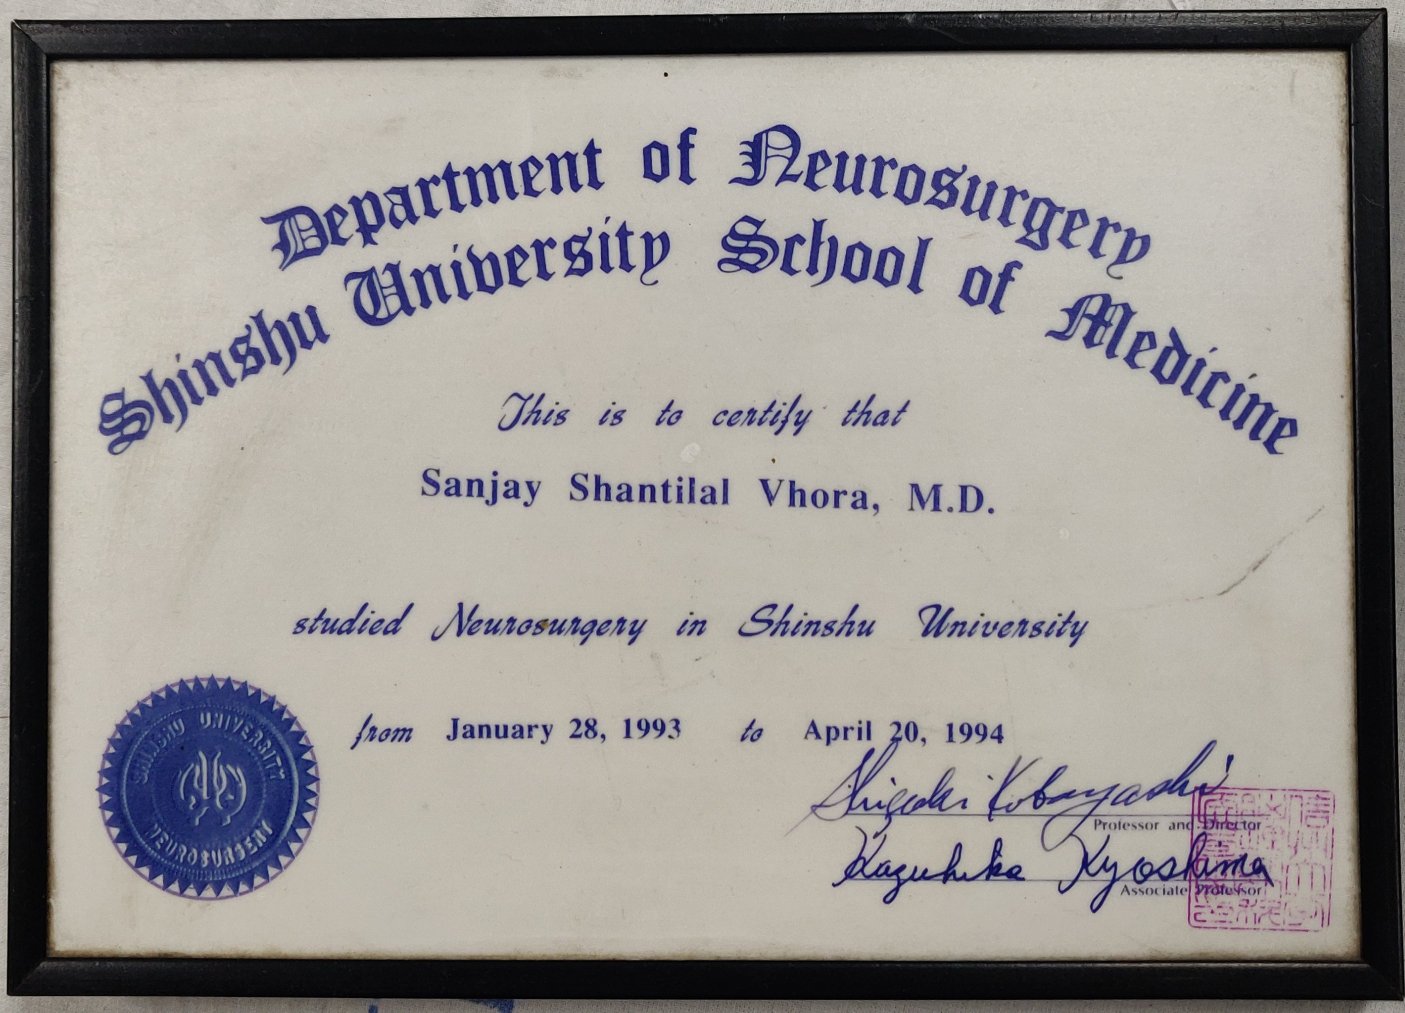 Department of Neurosurgery
Shinshu University School of Medicine
This is to certify that
Sanjay Shantilal Vhora, M.D.
studied Neurosurgery in Shinshu University
from January 28, 1993 to April 20, 1994
SHINSHU UNIVERSITY
NEUROSURGERY
Shigeaki Kobayashi
Professor and Director
Kazuhiko Kyoshima
Associate Professor